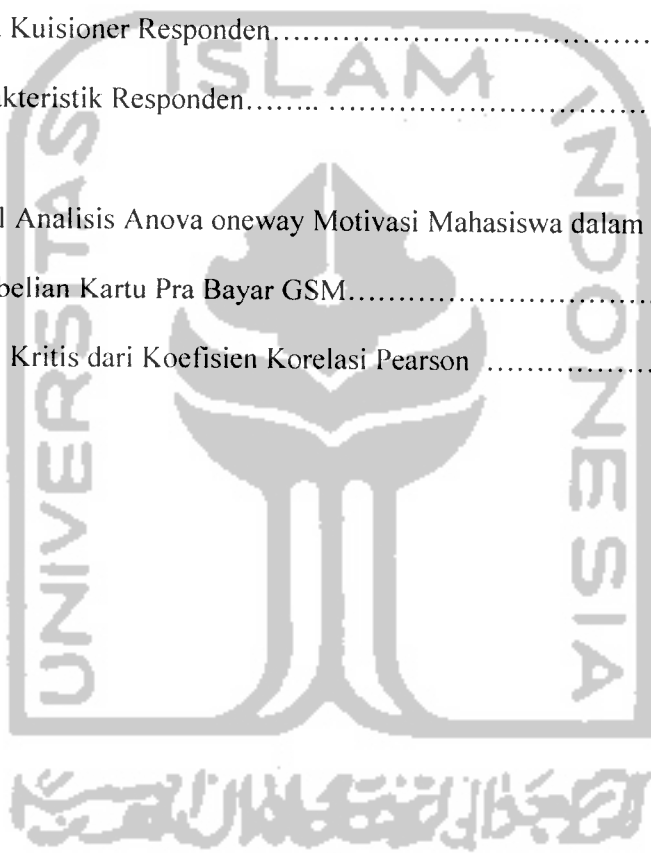 Kuisioner Responden……………………………………
akteristik Responden…….. ……………………………
l Analisis Anova oneway Motivasi Mahasiswa dalam
belian Kartu Pra Bayar GSM……………………………
Kritis dari Koefisien Korelasi Pearson ………………
UNIVERSITAS
ISLAM
INDONESIA